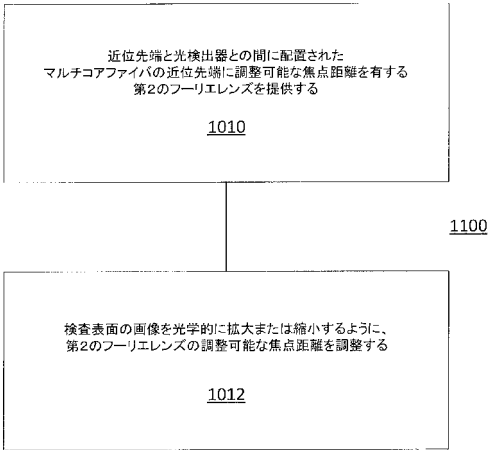 近位先端と光検出器との間に配置された
マルチコアファイバの近位先端に調整可能な焦点距離を有する
第2のフーリエレンズを提供する
1010
1100
検査表面の画像を光学的に拡大または縮小するように、
第2のフーリエレンズの調整可能な焦点距離を調整する
1012